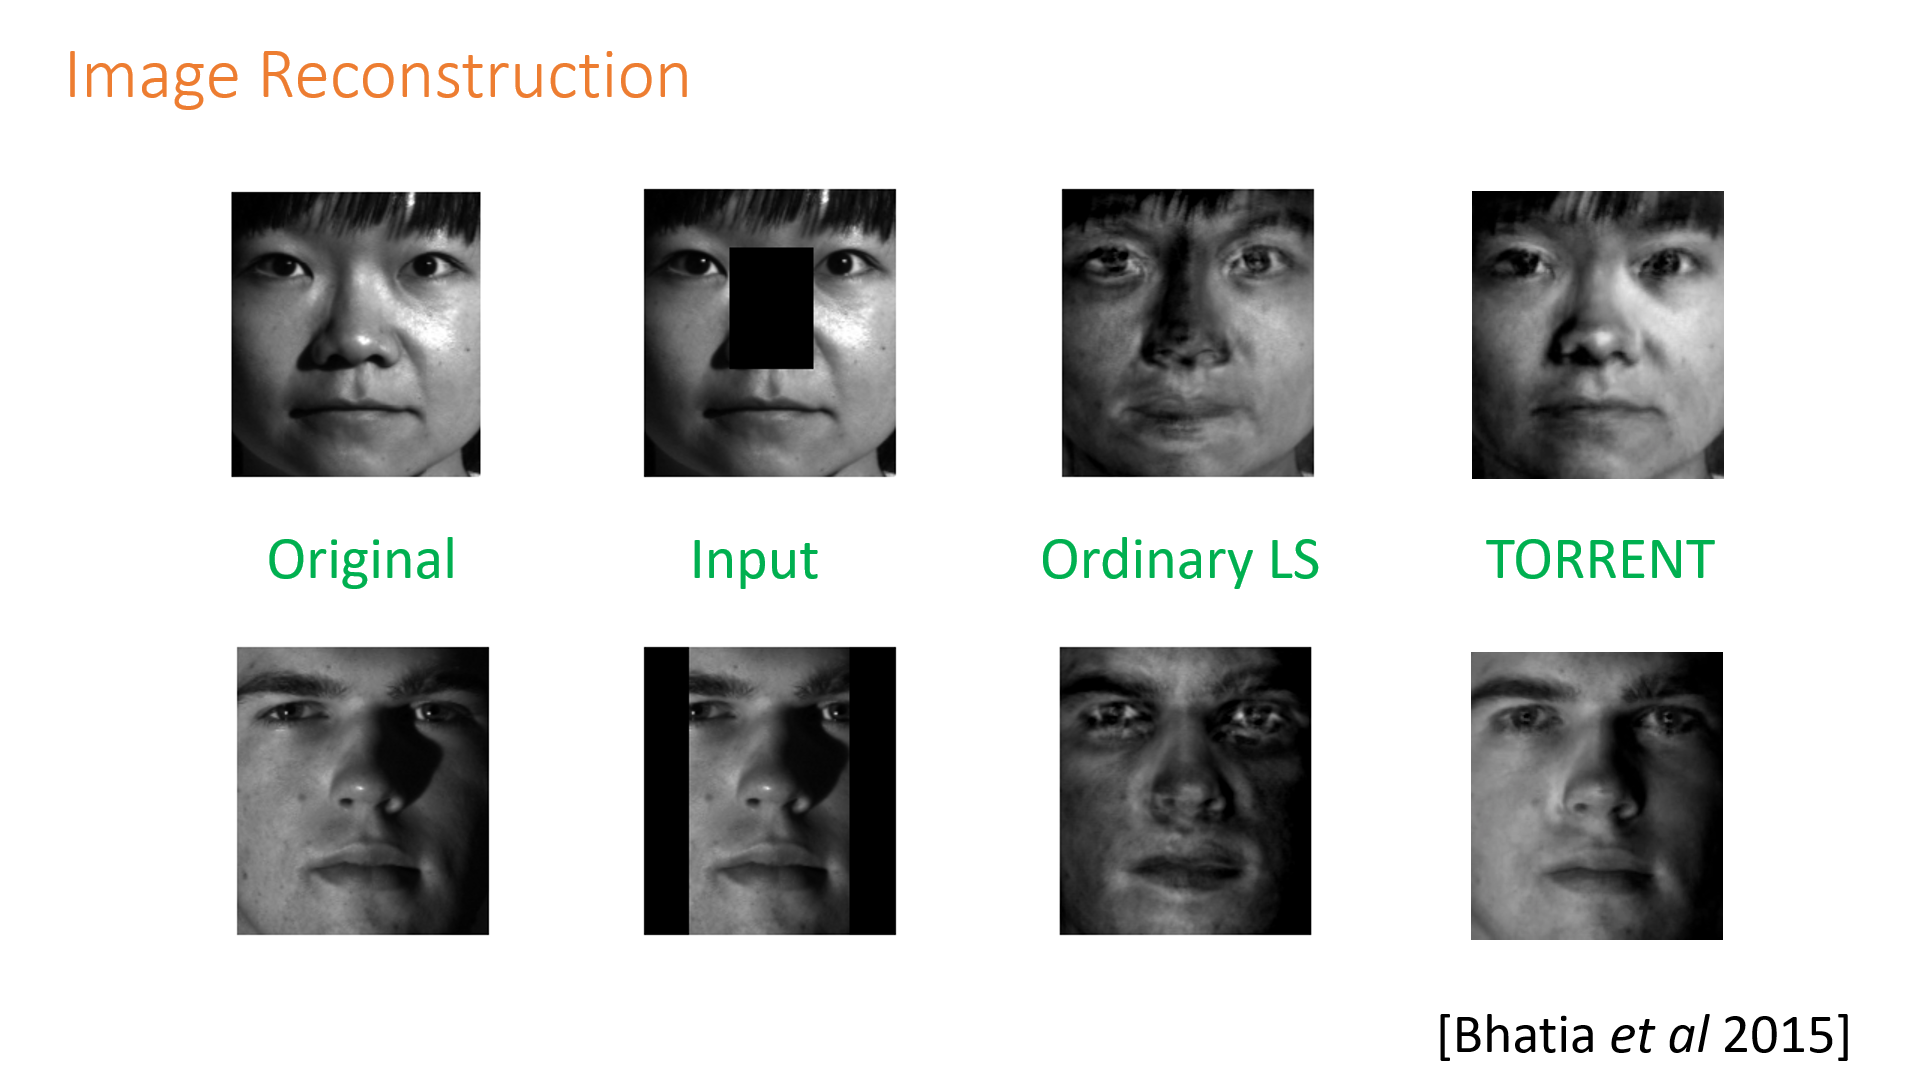 Image Reconstruction
Original Input Ordinary LS TORRENT
[Bhatia et al 2015]